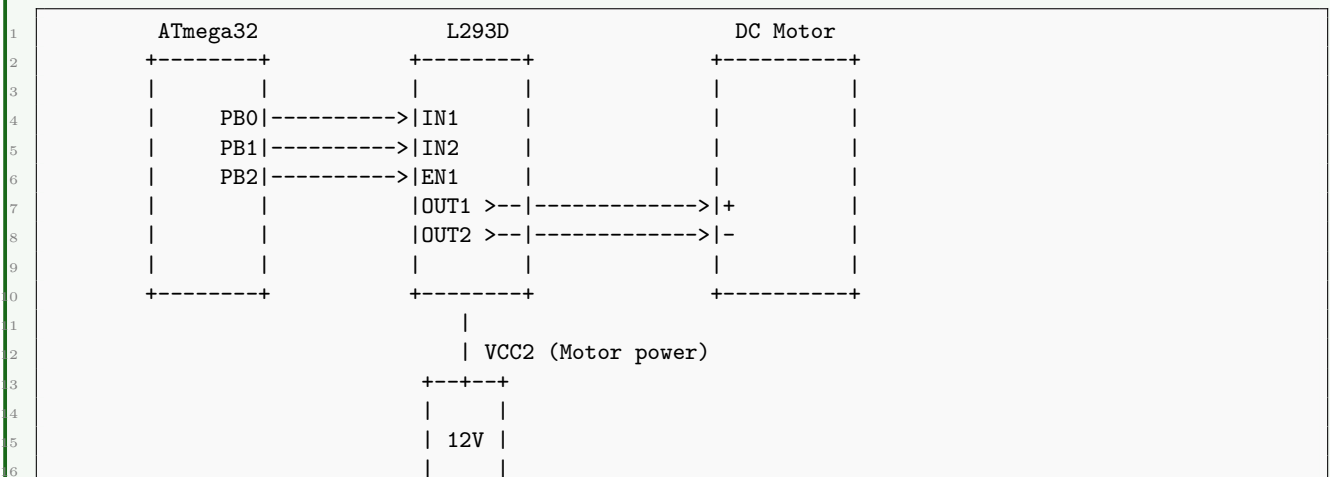 1            ATmega32              L293D                  DC Motor
2           +--------+           +--------+             +----------+
3           |        |           |        |             |          |
4           |     PB0|---------->|IN1     |             |          |
5           |     PB1|---------->|IN2     |             |          |
6           |     PB2|---------->|EN1     |             |          |
7           |        |           |OUT1 >--|------------>|+         |
8           |        |           |OUT2 >--|------------>|-         |
9           |        |           |        |             |          |
10          +--------+           +--------+             +----------+
11                                   |
12                                   | VCC2 (Motor power)
13                                +--+--+
14                                |     |
15                                | 12V |
16                                |     |